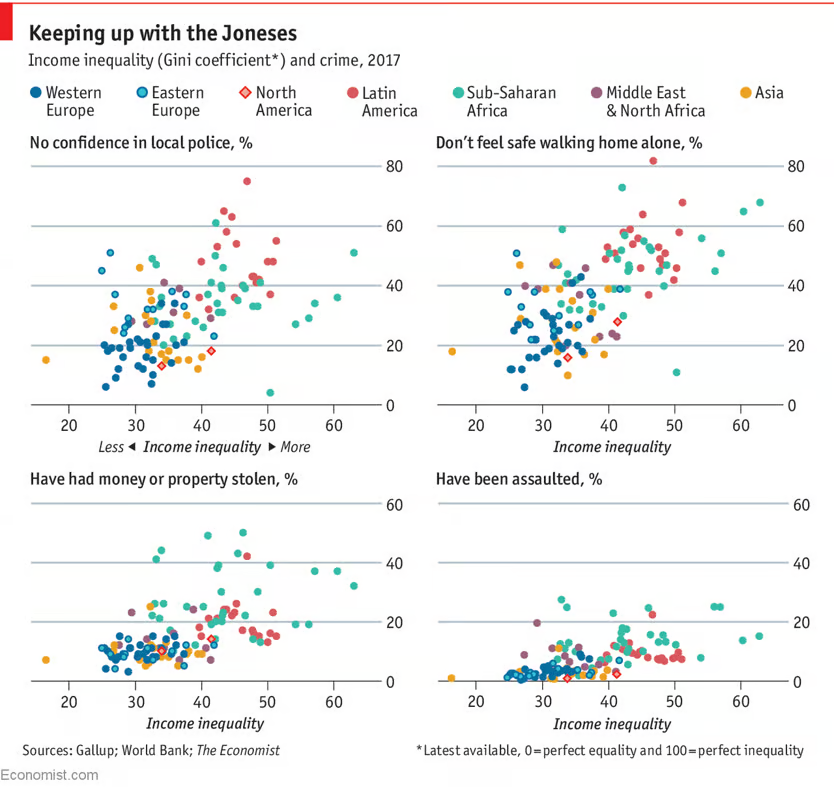 Keeping up with the Joneses
Income inequality (Gini coefficient*) and crime, 2017
Western Europe
Eastern Europe
North America
Latin America
Sub-Saharan Africa
Middle East & North Africa
Asia
No confidence in local police, %
80
60
40
20
0
20 30 40 50 60
Less ◄ Income inequality ► More
Don't feel safe walking home alone, %
80
60
40
20
0
20 30 40 50 60
Income inequality
Have had money or property stolen, %
60
40
20
0
20 30 40 50 60
Income inequality
Have been assaulted, %
60
40
20
0
20 30 40 50 60
Income inequality
Sources: Gallup; World Bank; The Economist
*Latest available, 0=perfect equality and 100=perfect inequality
Economist.com